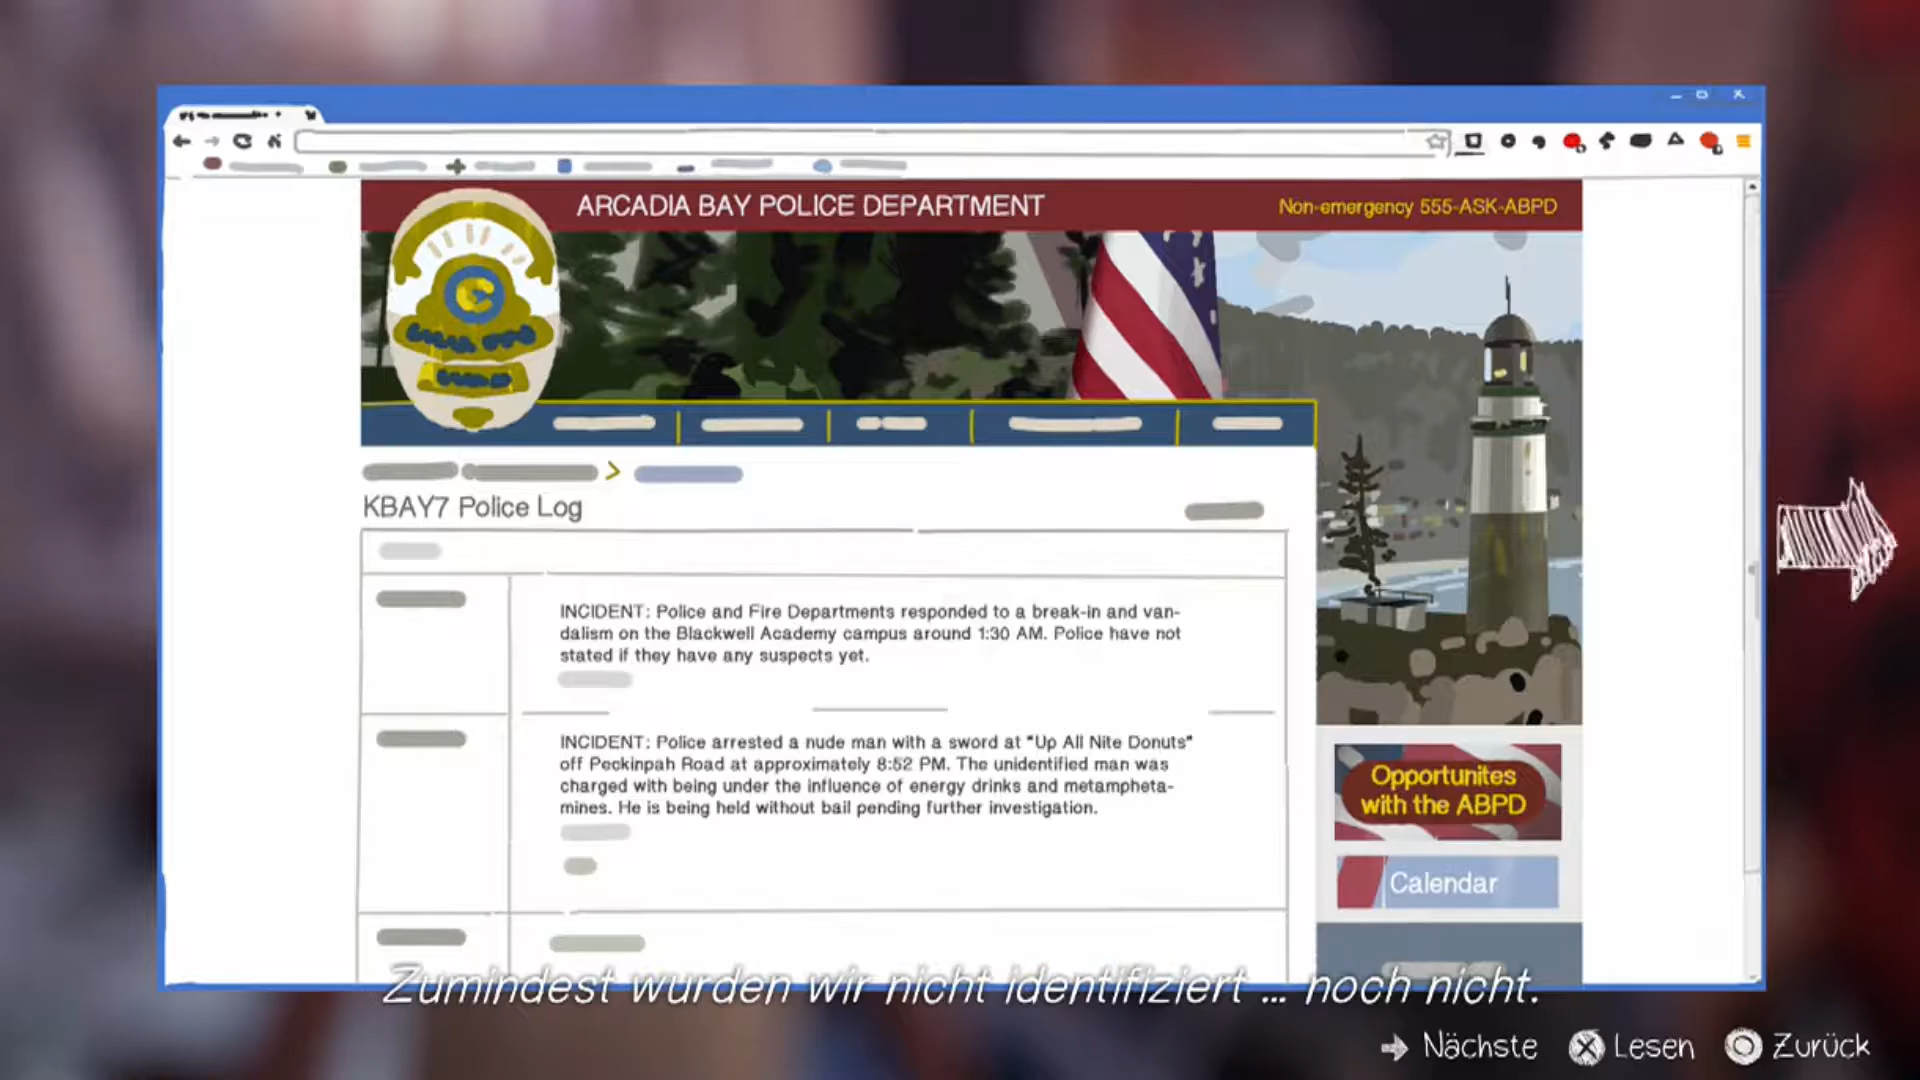 ARCADIA BAY POLICE DEPARTMENT
Non-emergency 555-ASK-ABPD
KBAY7 Police Log
INCIDENT: Police and Fire Departments responded to a break-in and van-
dalism on the Blackwell Academy campus around 1:30 AM. Police have not
stated if they have any suspects yet.
INCIDENT: Police arrested a nude man with a sword at "Up All Nite Donuts"
off Peckinpah Road at approximately 8:52 PM. The unidentified man was
charged with being under the influence of energy drinks and metampheta-
mines. He is being held without bail pending further investigation.
Opportunites
with the ABPD
Calendar
Zumindest wurden wir nicht identifiziert ... noch nicht.
Nächste
Lesen
Zurück